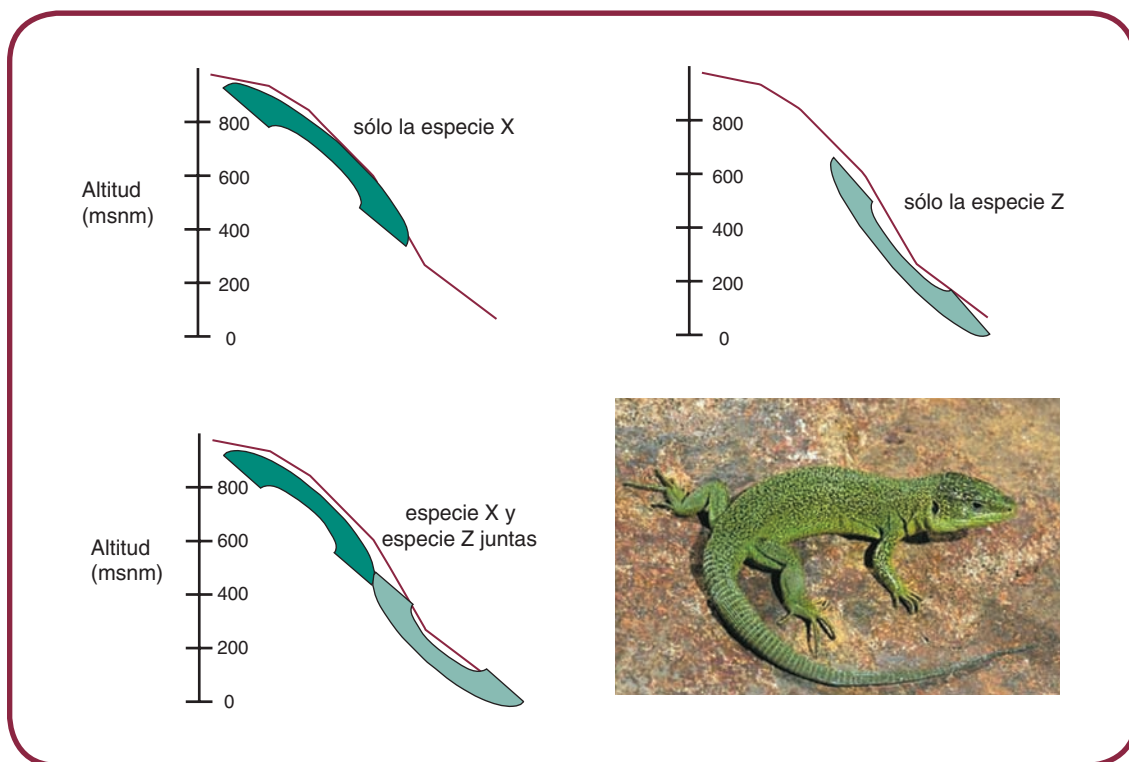 800
600
400
200
0
Altitud
(msnm)
sólo la especie X
800
600
400
200
0
sólo la especie Z
800
600
400
200
0
Altitud
(msnm)
especie X y
especie Z juntas